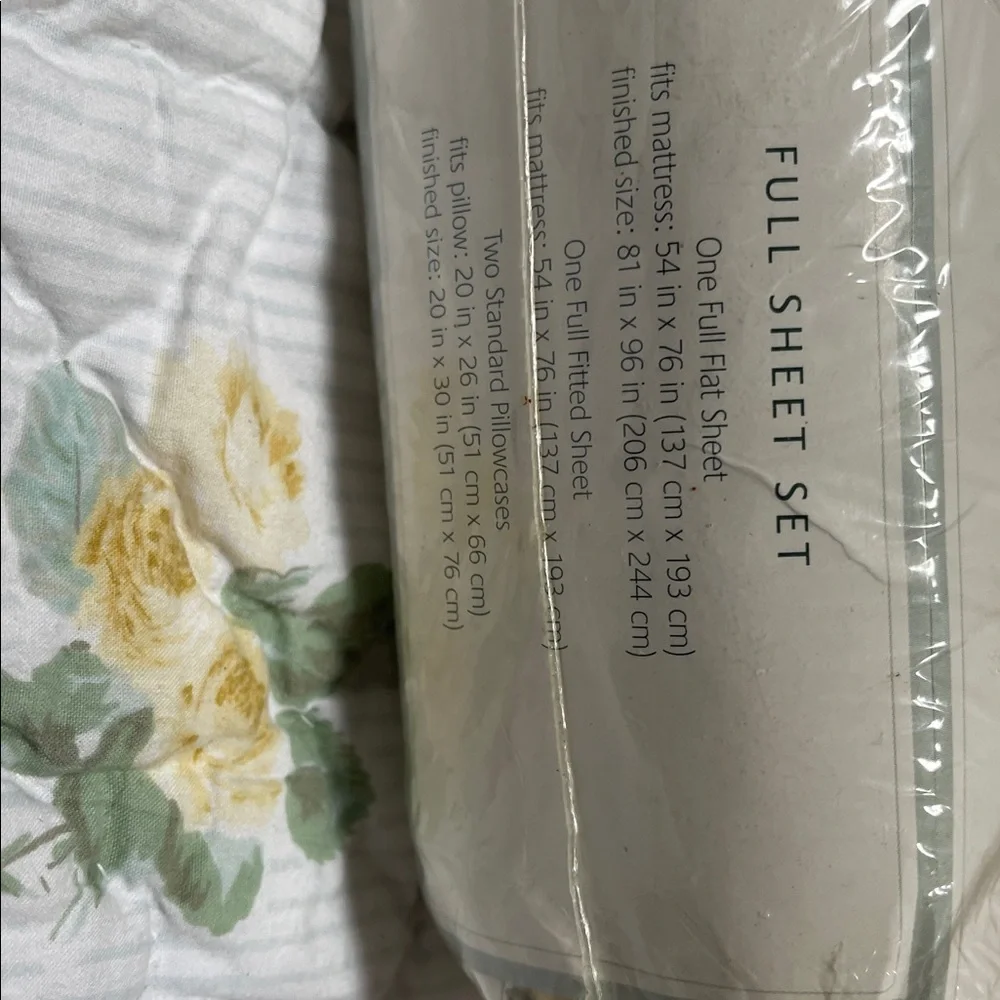 FULL SHEET SET
One Full Flat Sheet
fits mattress: 54 in x 76 in (137 cm x 193 cm)
finished size: 81 in x 96 in (206 cm x 244 cm)
One Full Fitted Sheet
fits mattress: 54 in x 76 in (137 cm x 193 cm)
Two Standard Pillowcases
fits pillow: 20 in x 26 in (51 cm x 66 cm)
finished size: 20 in x 30 in (51 cm x 76 cm)